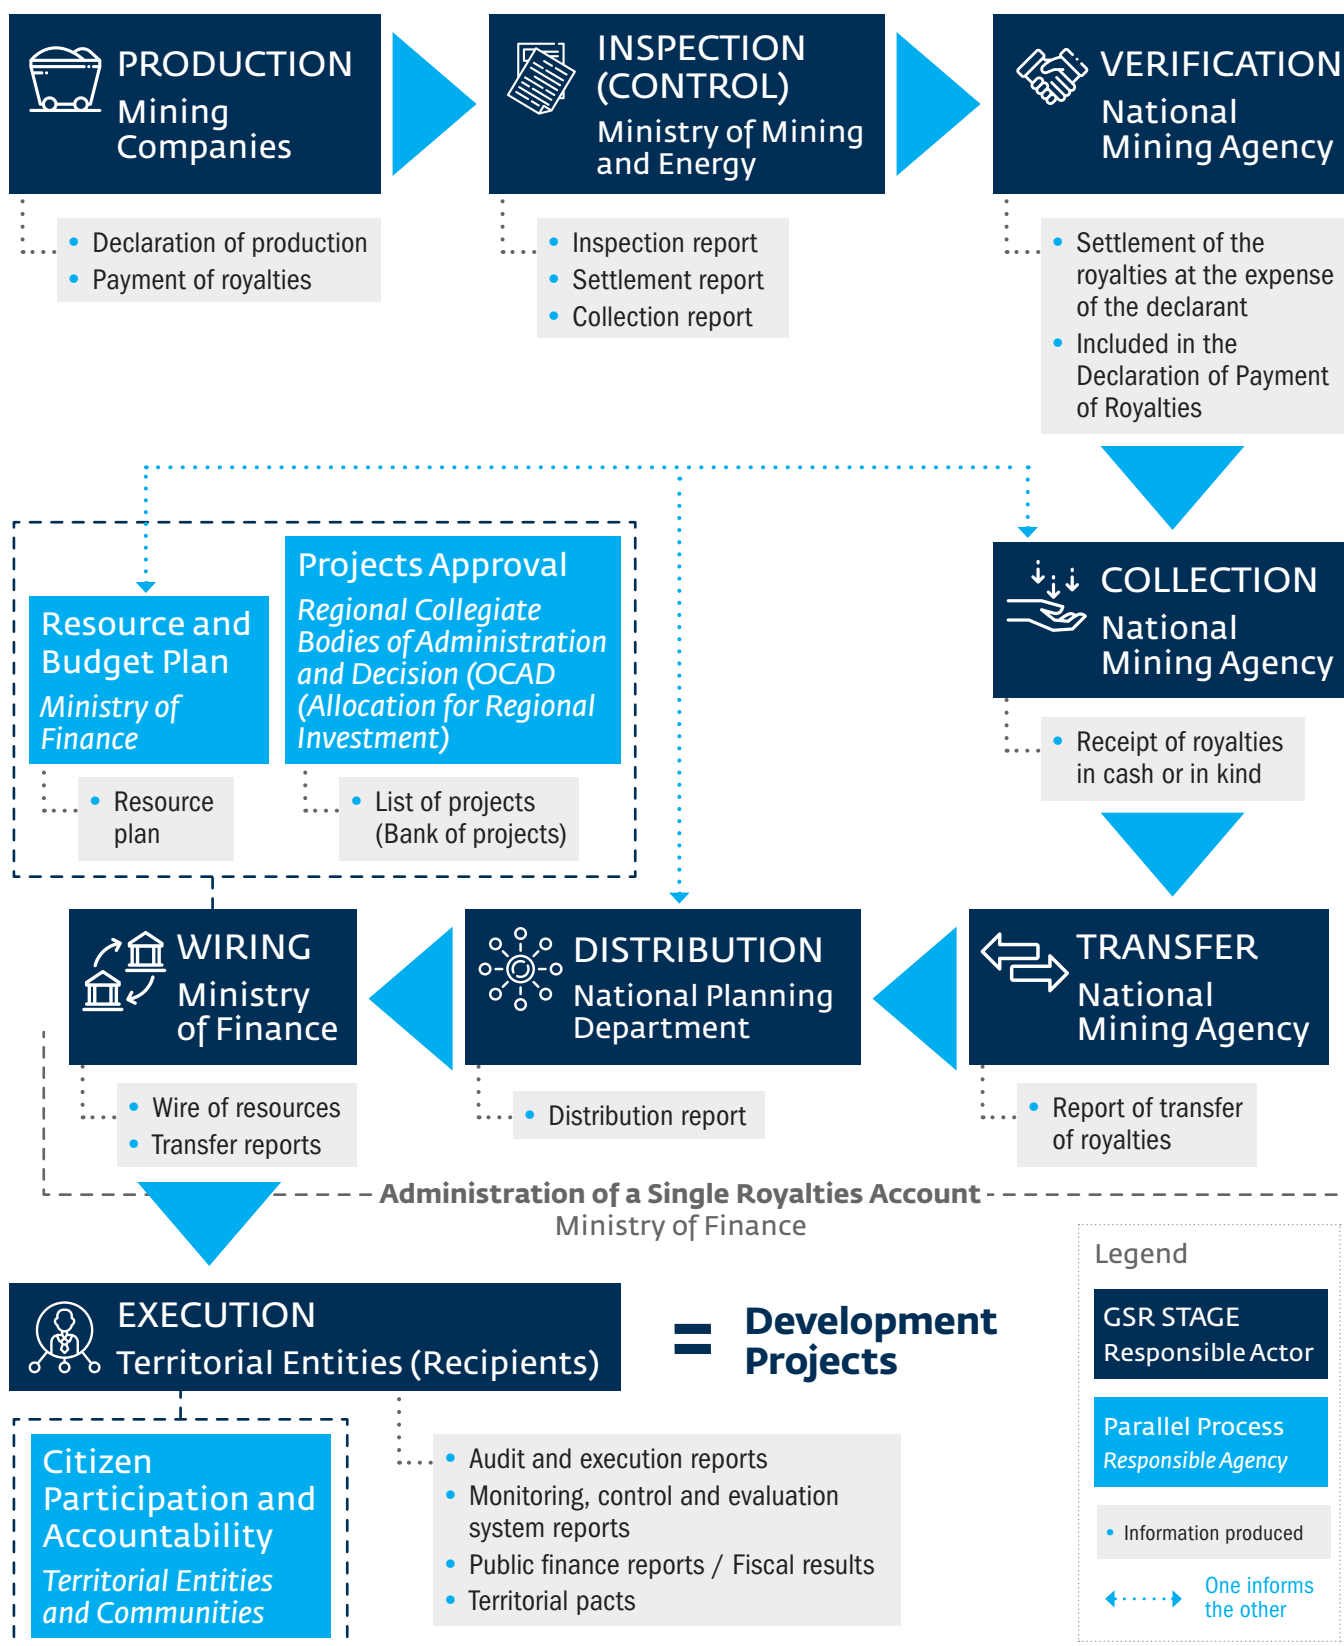 PRODUCTION
Mining
Companies
• Declaration of production
• Payment of royalties
INSPECTION
(CONTROL)
Ministry of Mining
and Energy
• Inspection report
• Settlement report
• Collection report
VERIFICATION
National
Mining Agency
• Settlement of the
royalties at the expense
of the declarant
• Included in the
Declaration of Payment
of Royalties
Resource and
Budget Plan
Ministry of
Finance
• Resource
plan
Projects Approval
Regional Collegiate
Bodies of Administration
and Decision (OCAD
(Allocation for Regional
Investment)
• List of projects
(Bank of projects)
COLLECTION
National
Mining Agency
• Receipt of royalties
in cash or in kind
WIRING
Ministry
of Finance
• Wire of resources
• Transfer reports
DISTRIBUTION
National Planning
Department
• Distribution report
TRANSFER
National
Mining Agency
• Report of transfer
of royalties
Administration of a Single Royalties Account
Ministry of Finance
EXECUTION
Territorial Entities (Recipients)
= Development
Projects
Citizen
Participation and
Accountability
Territorial Entities
and Communities
• Audit and execution reports
• Monitoring, control and evaluation
system reports
• Public finance reports / Fiscal results
• Territorial pacts
Legend
GSR STAGE
Responsible Actor
Parallel Process
Responsible Agency
• Information produced
One informs
the other